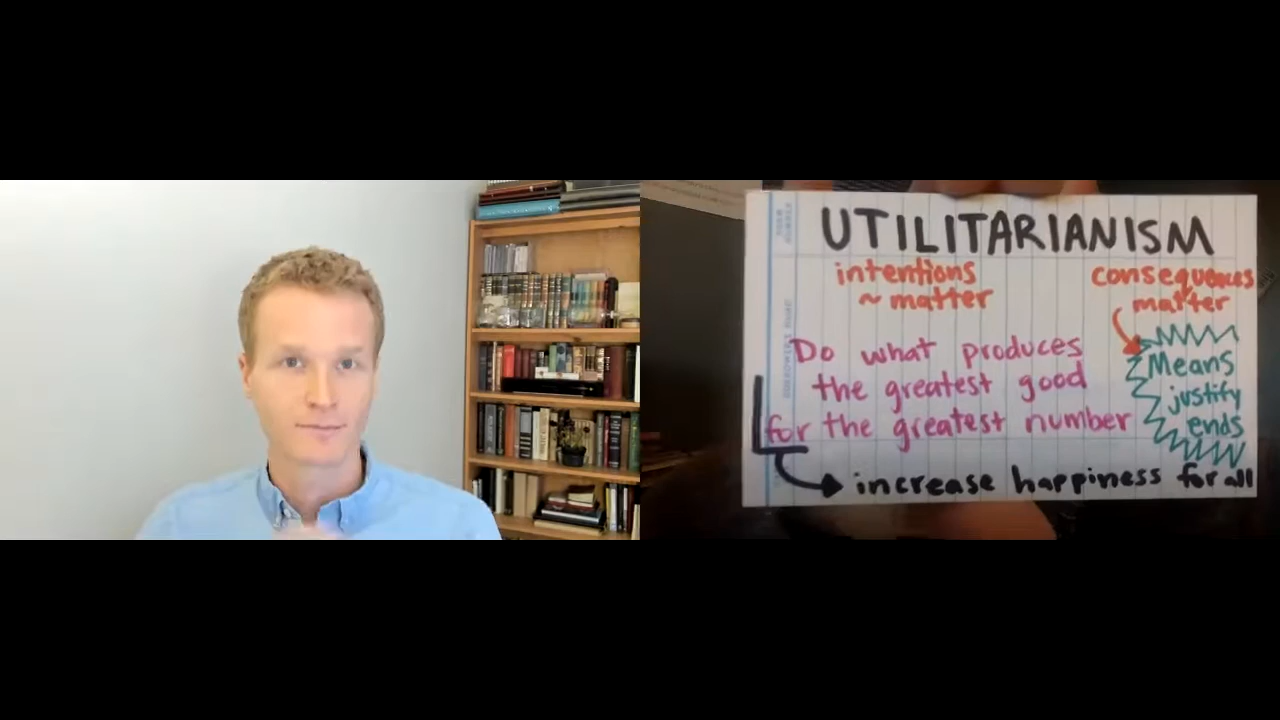 UTILITARIANISM
intentions
~ matter
consequences
matter
Do what produces
the greatest good
for the greatest number
Means
justify
ends
increase happiness for all